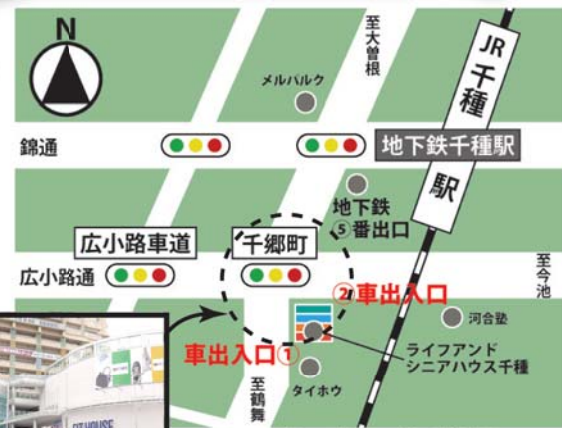 N
至大曽根
JR千種駅
メルパルク
錦通
地下鉄千種駅
地下鉄
⑤番出口
広小路車道
千郷町
広小路通
至今池
②車出入口
河合塾
車出入口①
ライフアンド
シニアハウス千種
タイホウ
至鶴舞